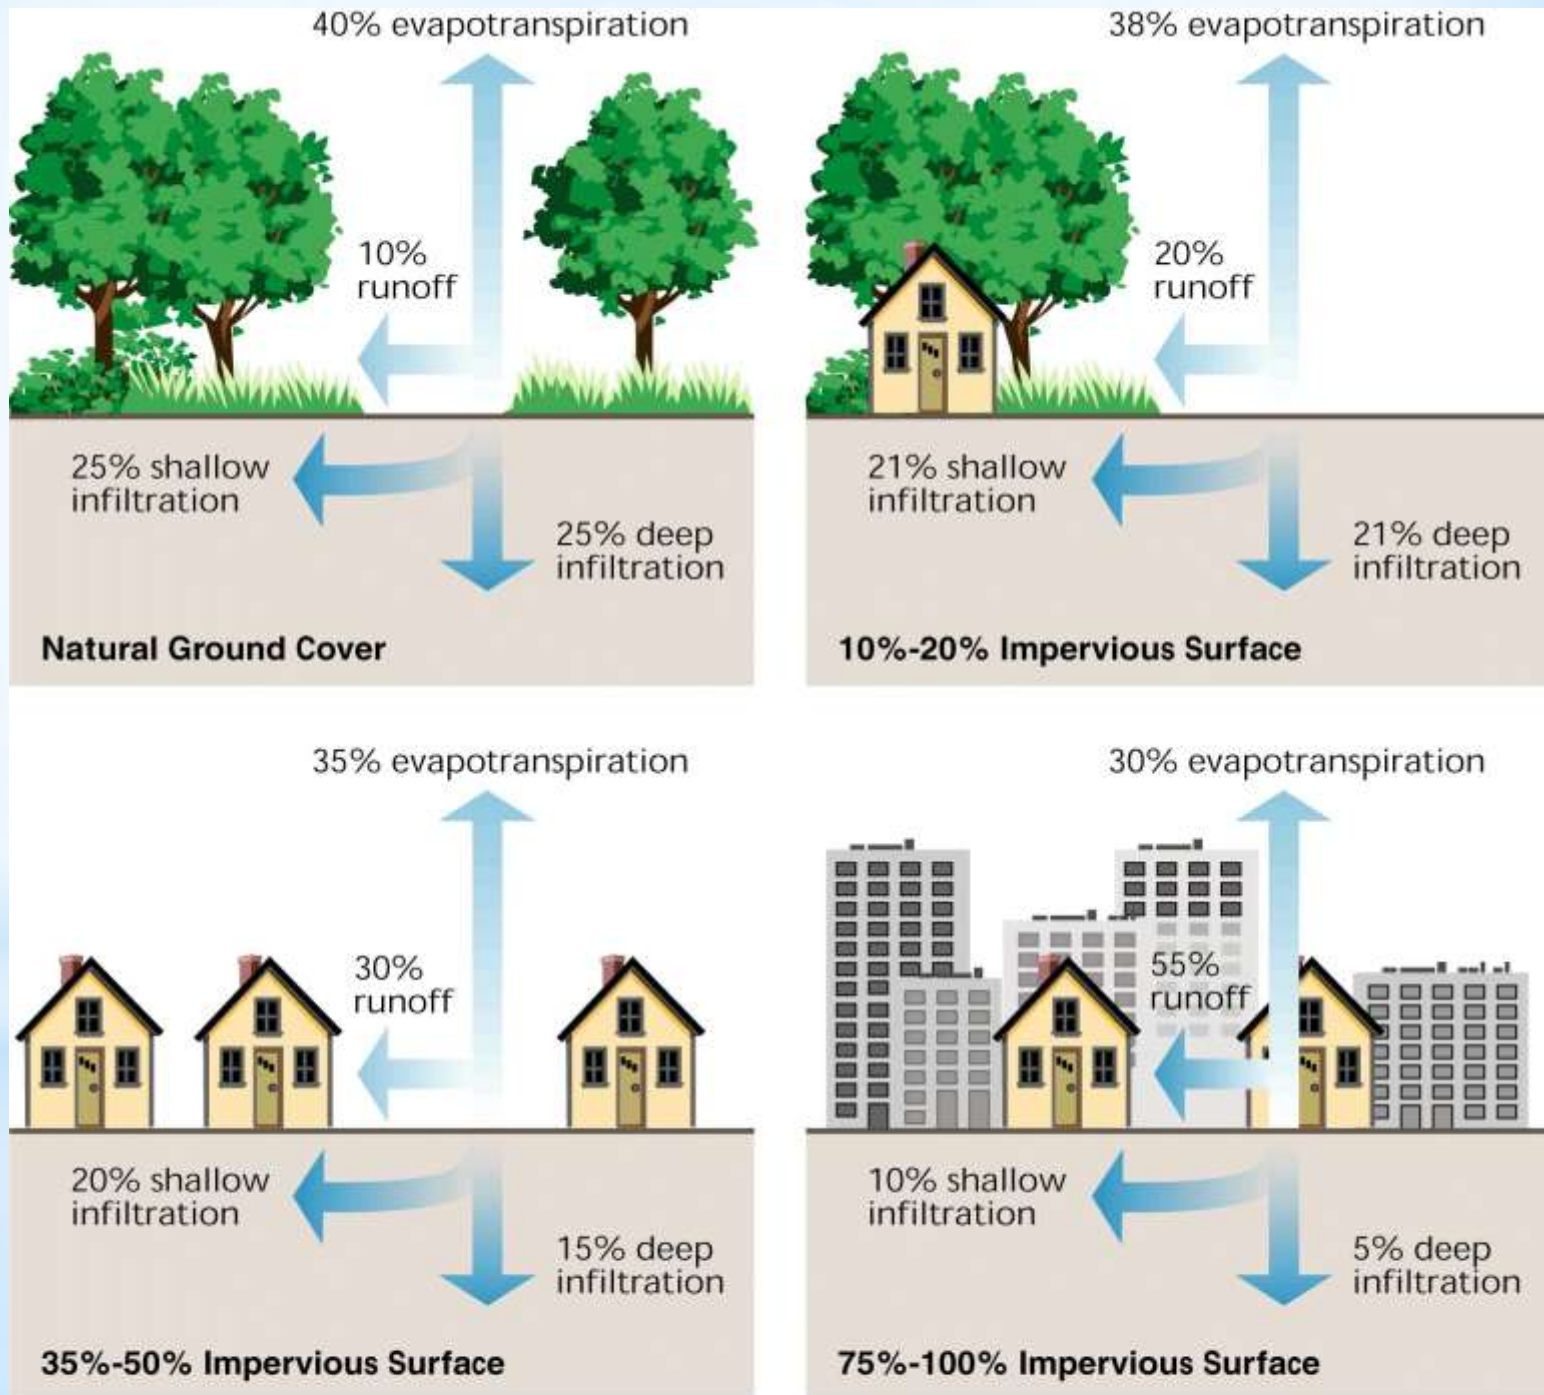 40% evapotranspiration
10%
runoff
25% shallow
infiltration
25% deep
infiltration
Natural Ground Cover
38% evapotranspiration
20%
runoff
21% shallow
infiltration
21% deep
infiltration
10%-20% Impervious Surface
35% evapotranspiration
30%
runoff
20% shallow
infiltration
15% deep
infiltration
35%-50% Impervious Surface
30% evapotranspiration
55%
runoff
10% shallow
infiltration
5% deep
infiltration
75%-100% Impervious Surface